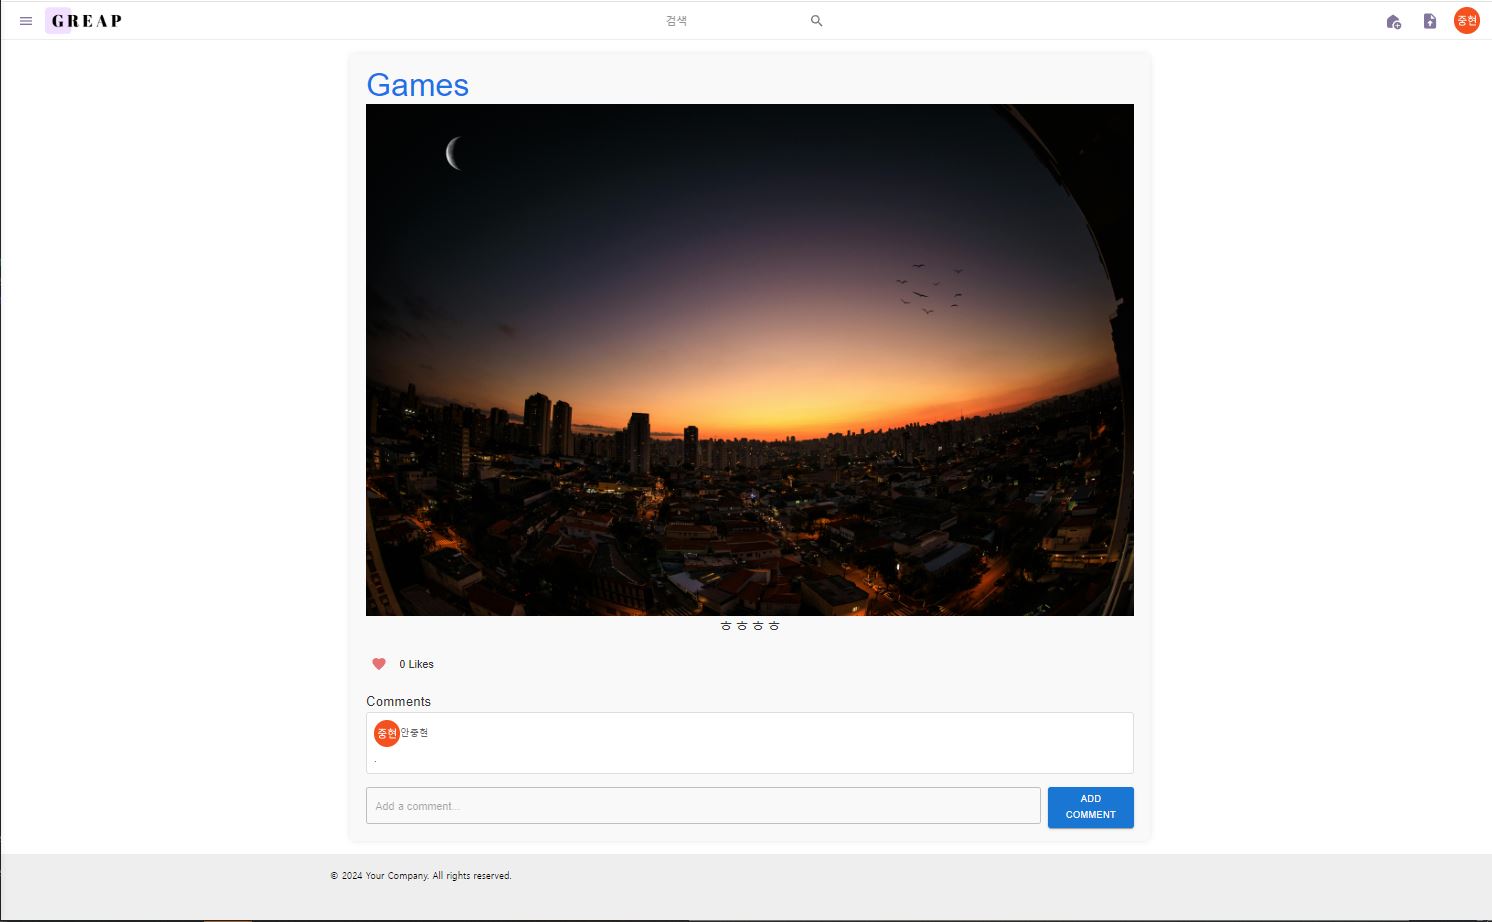 GREAP
검색
중현
Games
ㅎㅎㅎㅎ
0 Likes
Comments
중현 안중현
.
Add a comment...
ADD
COMMENT
© 2024 Your Company. All rights reserved.